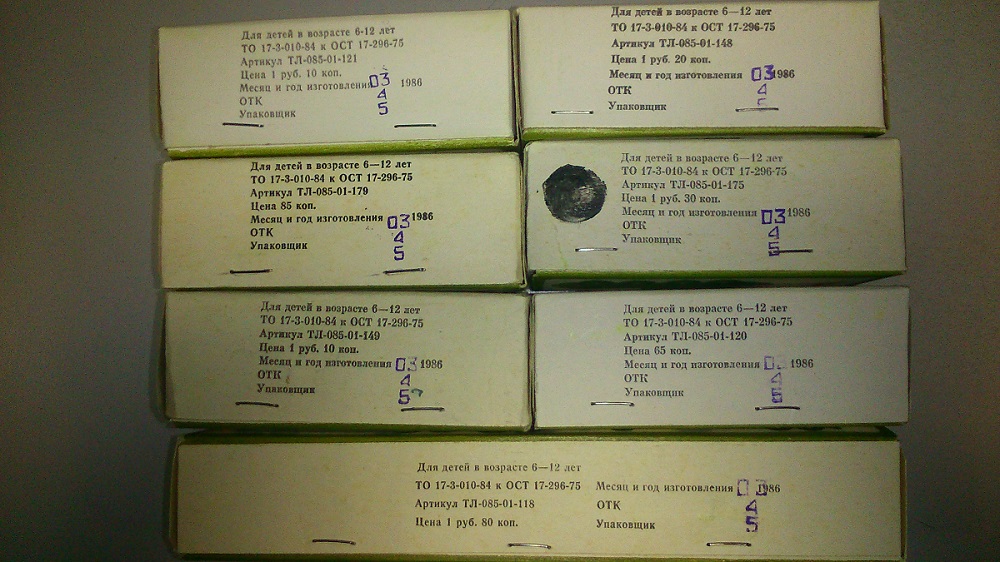 Для детей в возрасте 6-12 лет
ТО 17-3-010-84 к ОСТ 17-296-75
Артикул ТЛ-085-01-121
Цена 1 руб. 10 коп.
Месяц и год изготовления 03 1986
ОТК 4
Упаковщик 5
Для детей в возрасте 6—12 лет
ТО 17-3-010-84 к ОСТ 17-296-75
Артикул ТЛ-085-01-148
Цена 1 руб. 20 коп.
Месяц и год изготовления 03 1986
ОТК 4
Упаковщик
Для детей в возрасте 6—12 лет
ТО 17-3-010-84 к ОСТ 17-296-75
Артикул ТЛ-085-01-179
Цена 85 коп.
Месяц и год изготовления 03 1986
ОТК 4
Упаковщик 5
Для детей в возрасте 6—12 лет
ТО 17-3-010-84 к ОСТ 17-296-75
Артикул ТЛ-085-01-175
Цена 1 руб. 30 коп.
Месяц и год изготовления 03 1986
ОТК 4
Упаковщик 5
Для детей в возрасте 6—12 лет
ТО 17-3-010-84 к ОСТ 17-296-75
Артикул ТЛ-085-01-149
Цена 1 руб. 10 коп.
Месяц и год изготовления 03 1986
ОТК 4
Упаковщик 5
Для детей в возрасте 6—12 лет
ТО 17-3-010-84 к ОСТ 17-296-75
Артикул ТЛ-085-01-120
Цена 65 коп.
Месяц и год изготовления 1986
ОТК 4
Упаковщик 5
Для детей в возрасте 6—12 лет
ТО 17-3-010-84 к ОСТ 17-296-75
Артикул ТЛ-085-01-118
Цена 1 руб. 80 коп.
Месяц и год изготовления 1986
ОТК 4
Упаковщик 5